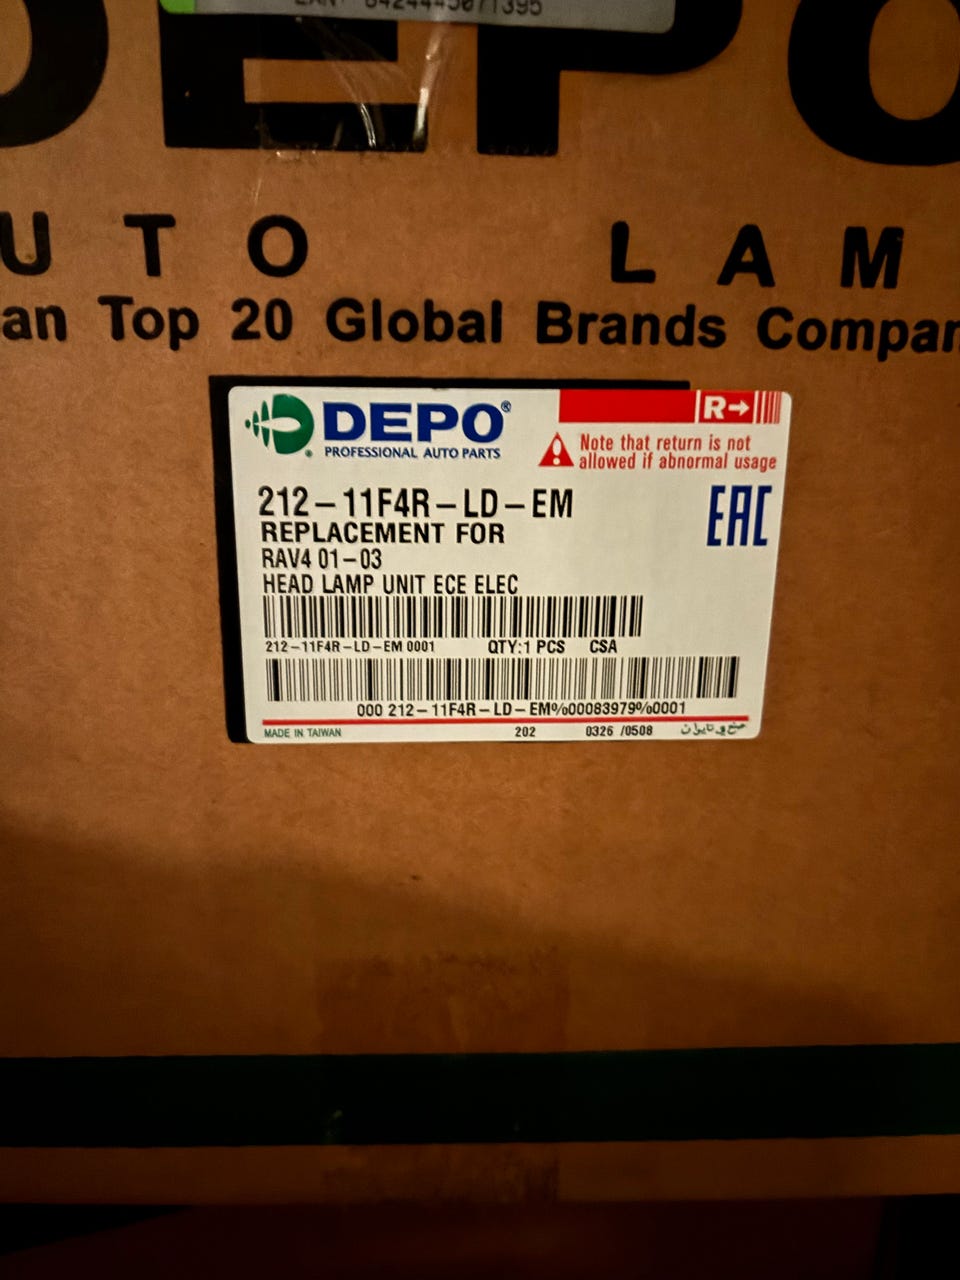 DEPO
UTO LAM
an Top 20 Global Brands Compan
DEPO®
PROFESSIONAL AUTO PARTS
R→
Note that return is not
allowed if abnormal usage
212-11F4R-LD-EM
REPLACEMENT FOR
RAV4 01-03
HEAD LAMP UNIT ECE ELEC
EAC
212-11F4R-LD-EM 0001 QTY:1 PCS CSA
000 212-11F4R-LD-EM%00083979%0001
MADE IN TAIWAN 202 0326 /0508